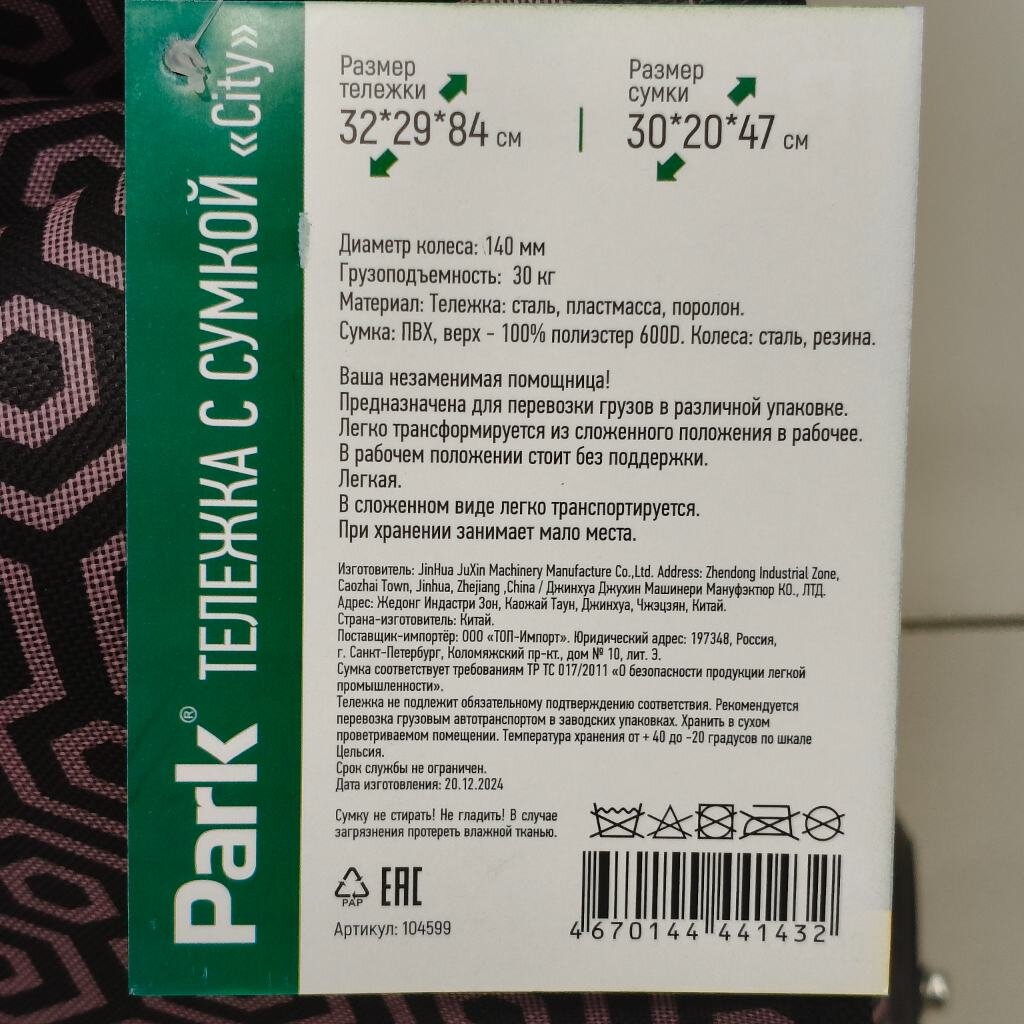 Park® ТЕЛЕЖКА С СУМКОЙ «City»
Размер
тележки
32*29*84 см
Размер
сумки
30*20*47 см
Диаметр колеса: 140 мм
Грузоподъемность: 30 кг
Материал: Тележка: сталь, пластмасса, поролон.
Сумка: ПВХ, верх – 100% полиэстер 600D. Колеса: сталь, резина.
Ваша незаменимая помощница!
Предназначена для перевозки грузов в различной упаковке.
Легко трансформируется из сложенного положения в рабочее.
В рабочем положении стоит без поддержки.
Легкая.
В сложенном виде легко транспортируется.
При хранении занимает мало места.
Изготовитель: JinHua JuXin Machinery Manufacture Co.,Ltd. Address: Zhendong Industrial Zone,
Caozhai Town, Jinhua, Zhejiang ,China / Джинхуа Джухин Машинери Мануфэктюр КО., ЛТД.
Адрес: Жедонг Индастри Зон, Каожай Таун, Джинхуа, Чжэцзян, Китай.
Страна-изготовитель: Китай.
Поставщик-импортёр: ООО «ТОП-Импорт». Юридический адрес: 197348, Россия,
г. Санкт-Петербург, Коломяжский пр-кт., дом № 10, лит. Э.
Сумка соответствует требованиям ТР ТС 017/2011 «О безопасности продукции легкой
промышленности».
Тележка не подлежит обязательному подтверждению соответствия. Рекомендуется
перевозка грузовым автотранспортом в заводских упаковках. Хранить в сухом
проветриваемом помещении. Температура хранения от + 40 до -20 градусов по шкале
Цельсия.
Срок службы не ограничен.
Дата изготовления: 20.12.2024
Сумку не стирать! Не гладить! В случае
загрязнения протереть влажной тканью.
PAP
EAC
Артикул: 104599
4 670144 441432